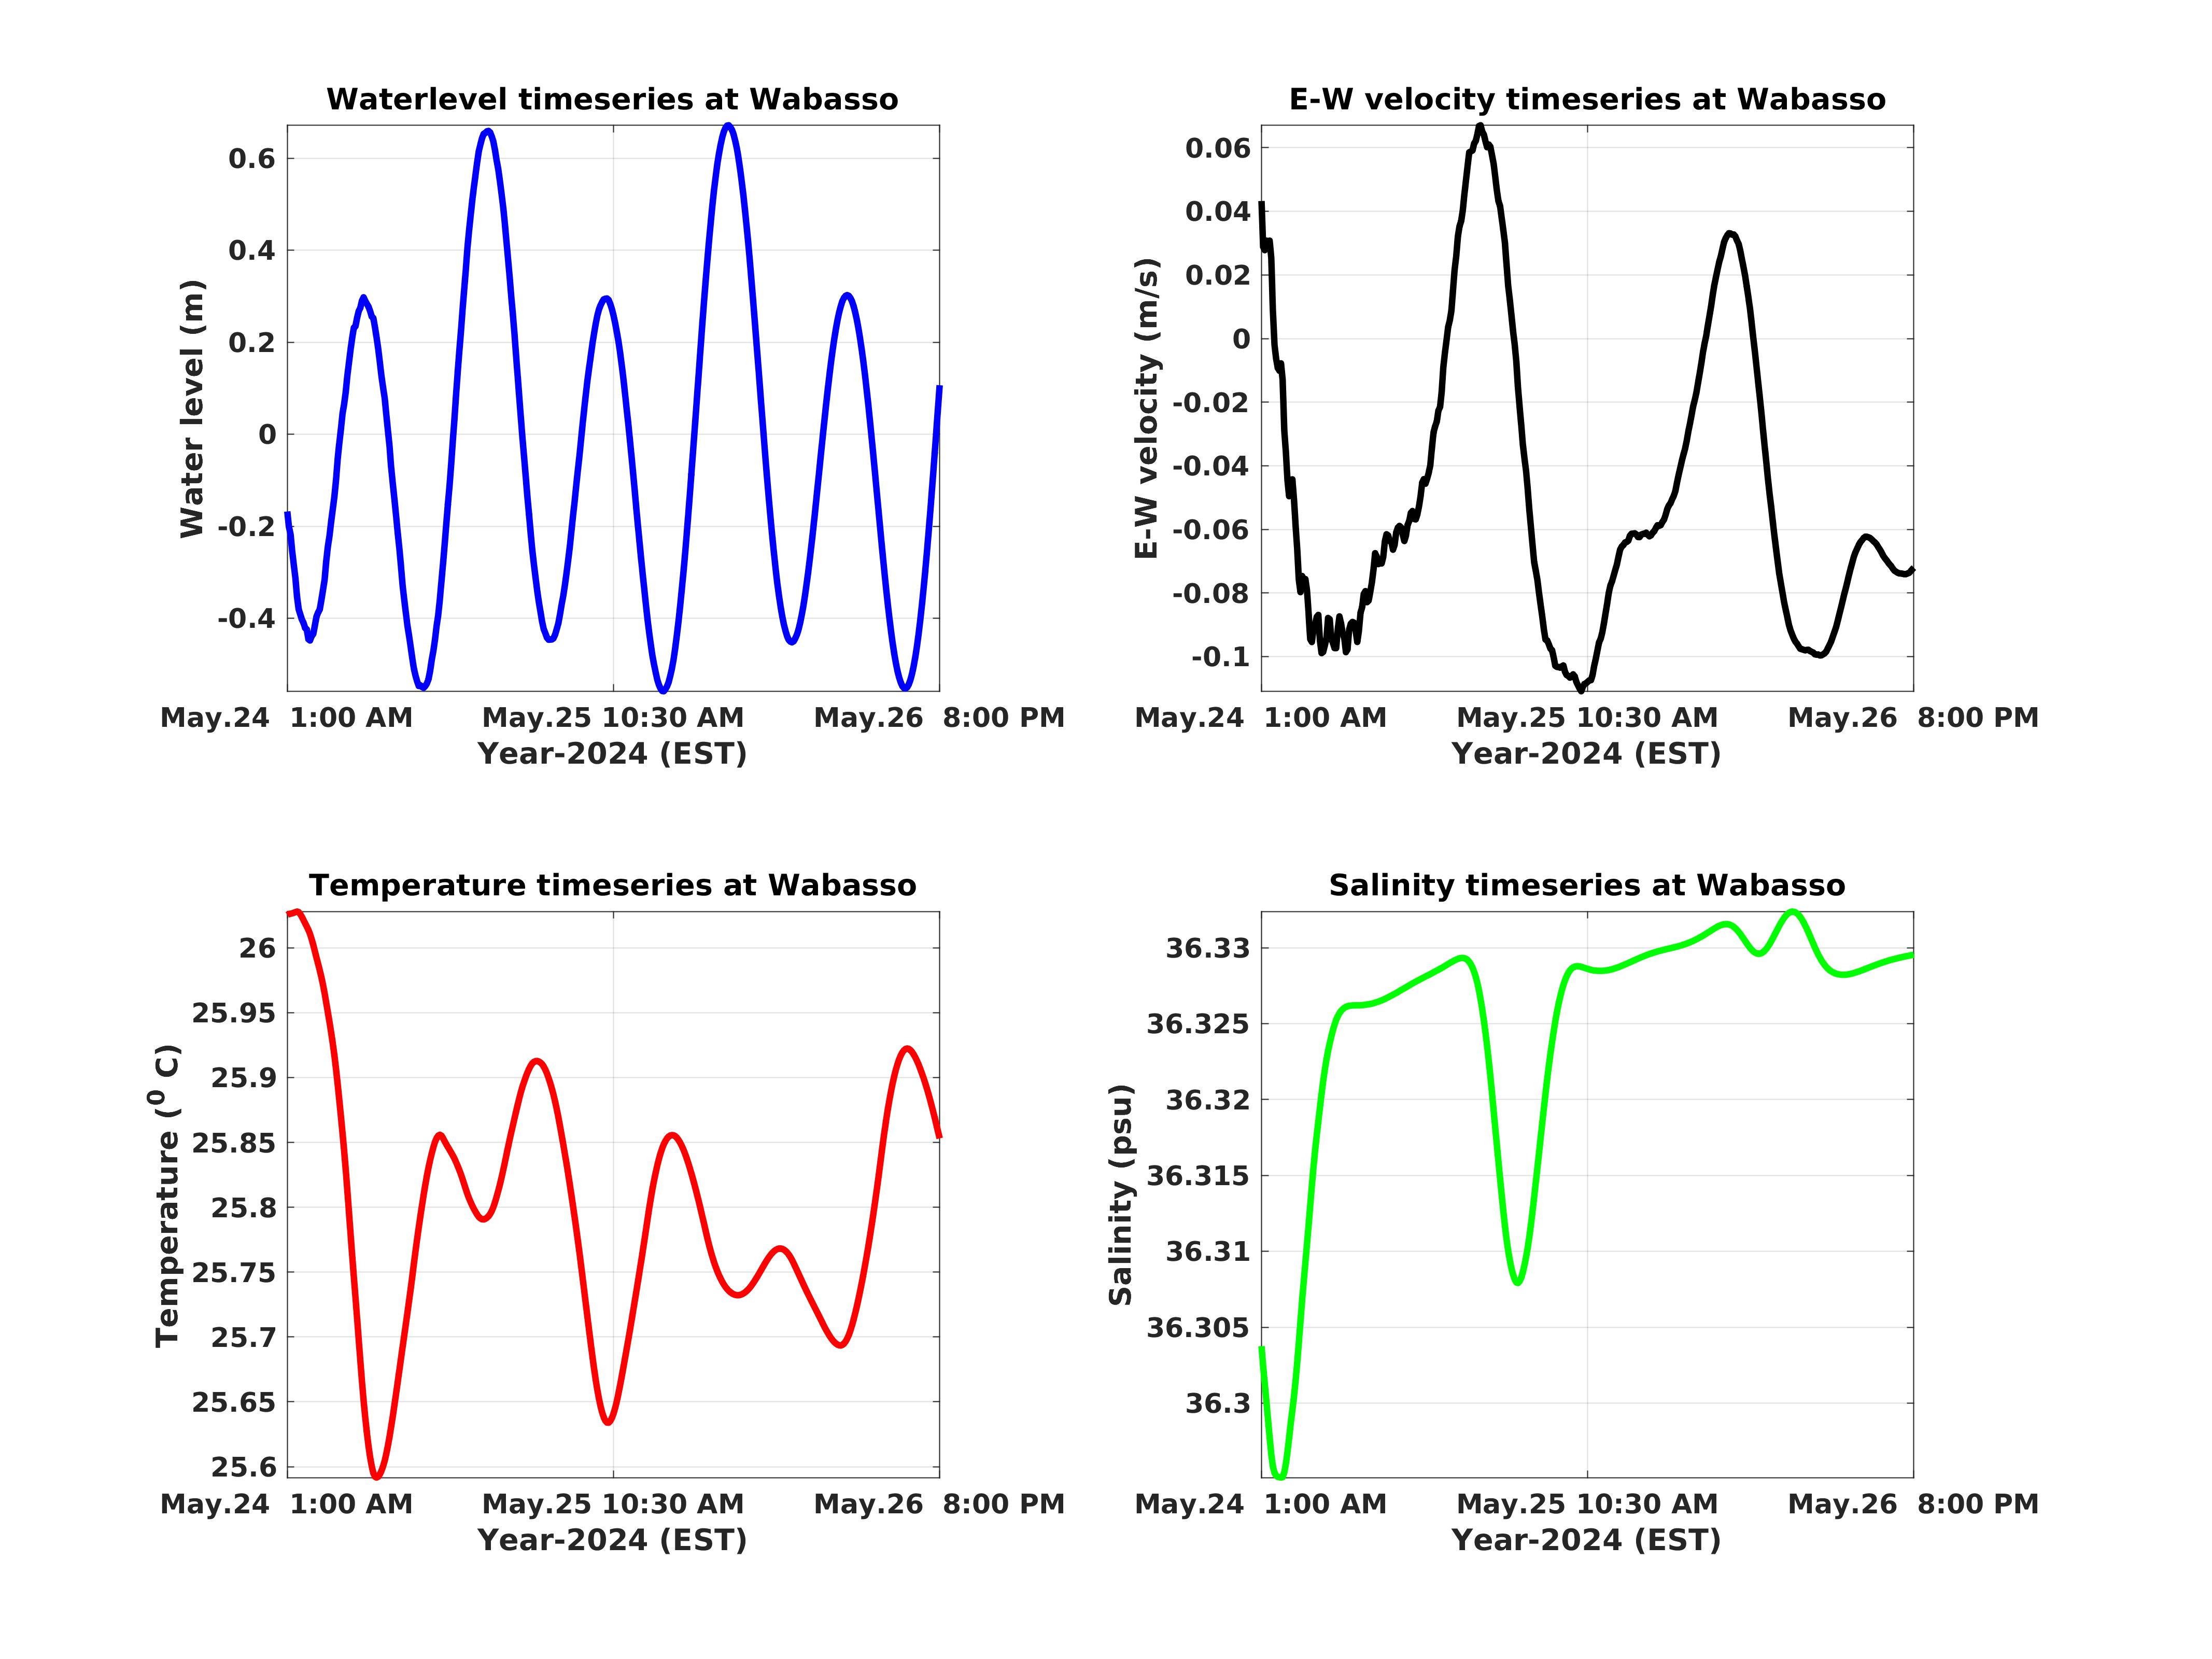 Waterlevel timeseries at Wabasso
Water level (m)
0.6
0.4
0.2
0
-0.2
-0.4
May.24 1:00 AM
May.25 10:30 AM
May.26 8:00 PM
Year-2024 (EST)
E-W velocity timeseries at Wabasso
E-W velocity (m/s)
0.06
0.04
0.02
0
-0.02
-0.04
-0.06
-0.08
-0.1
May.24 1:00 AM
May.25 10:30 AM
May.26 8:00 PM
Year-2024 (EST)
Temperature timeseries at Wabasso
Temperature (⁰ C)
26
25.95
25.9
25.85
25.8
25.75
25.7
25.65
25.6
May.24 1:00 AM
May.25 10:30 AM
May.26 8:00 PM
Year-2024 (EST)
Salinity timeseries at Wabasso
Salinity (psu)
36.33
36.325
36.32
36.315
36.31
36.305
36.3
May.24 1:00 AM
May.25 10:30 AM
May.26 8:00 PM
Year-2024 (EST)